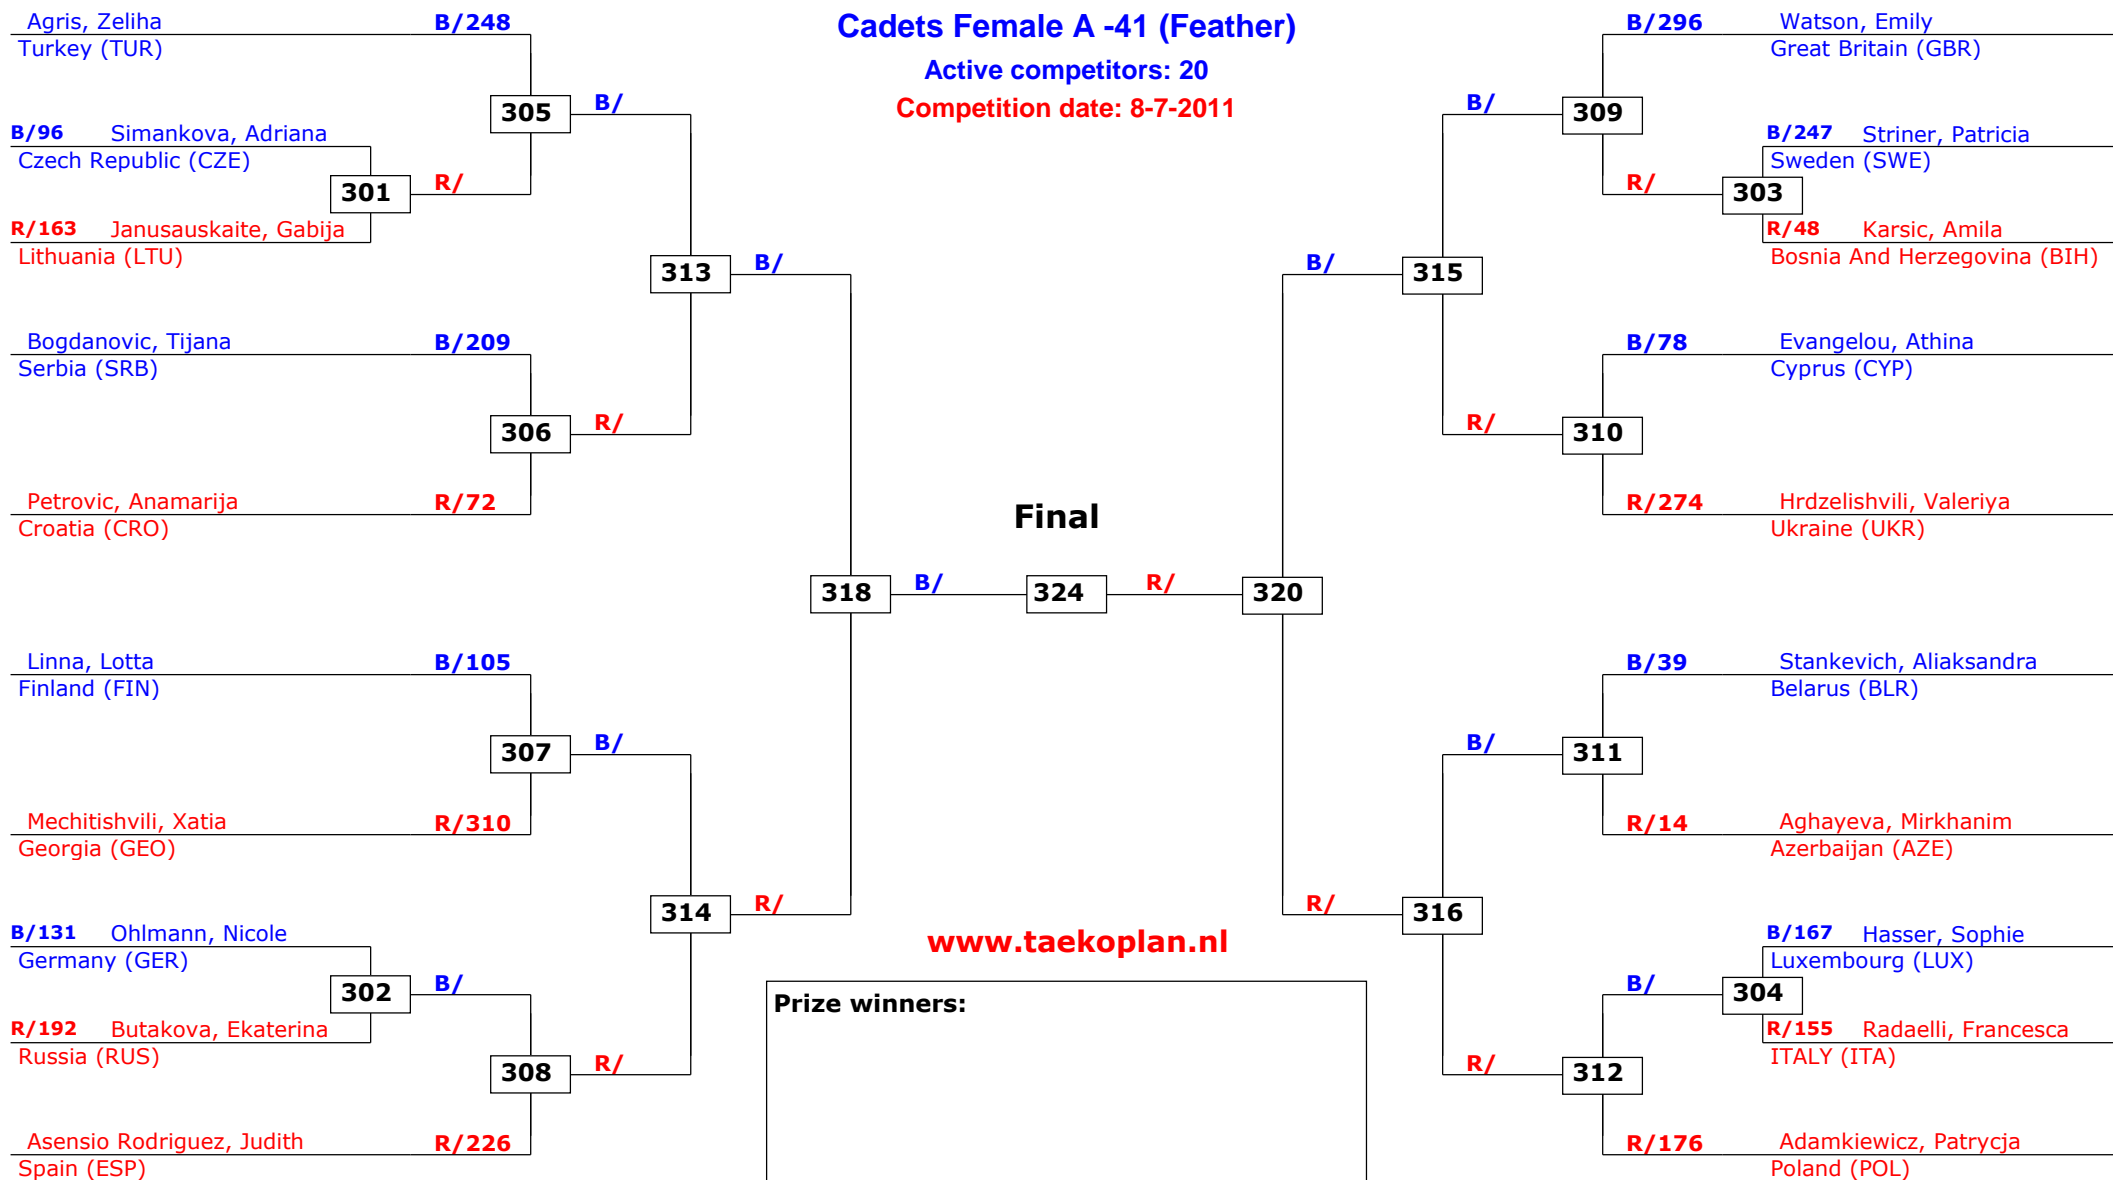 Cadets Female A -41 (Feather)
Active competitors: 20
Competition date: 8-7-2011
Agris, Zeliha B/248
Turkey (TUR)
305 B/
B/96 Simankova, Adriana
Czech Republic (CZE)
301 R/
R/163 Janusauskaite, Gabija
Lithuania (LTU)
313 B/
Bogdanovic, Tijana B/209
Serbia (SRB)
306 R/
Petrovic, Anamarija R/72
Croatia (CRO)
318 B/
Linna, Lotta B/105
Finland (FIN)
307 B/
Mechitishvili, Xatia R/310
Georgia (GEO)
314 R/
B/131 Ohlmann, Nicole
Germany (GER)
302 B/
R/192 Butakova, Ekaterina
Russia (RUS)
308 R/
Asensio Rodriguez, Judith R/226
Spain (ESP)
Final
324
www.taekoplan.nl
Prize winners:
B/296 Watson, Emily
Great Britain (GBR)
B/ 309
B/247 Striner, Patricia
Sweden (SWE)
R/ 303
R/48 Karsic, Amila
Bosnia And Herzegovina (BIH)
B/ 315
B/78 Evangelou, Athina
Cyprus (CYP)
R/ 310
R/274 Hrdzelishvili, Valeriya
Ukraine (UKR)
R/ 320
B/39 Stankevich, Aliaksandra
Belarus (BLR)
B/ 311
R/14 Aghayeva, Mirkhanim
Azerbaijan (AZE)
R/ 316
B/167 Hasser, Sophie
Luxembourg (LUX)
B/ 304
R/155 Radaelli, Francesca
ITALY (ITA)
R/ 312
R/176 Adamkiewicz, Patrycja
Poland (POL)